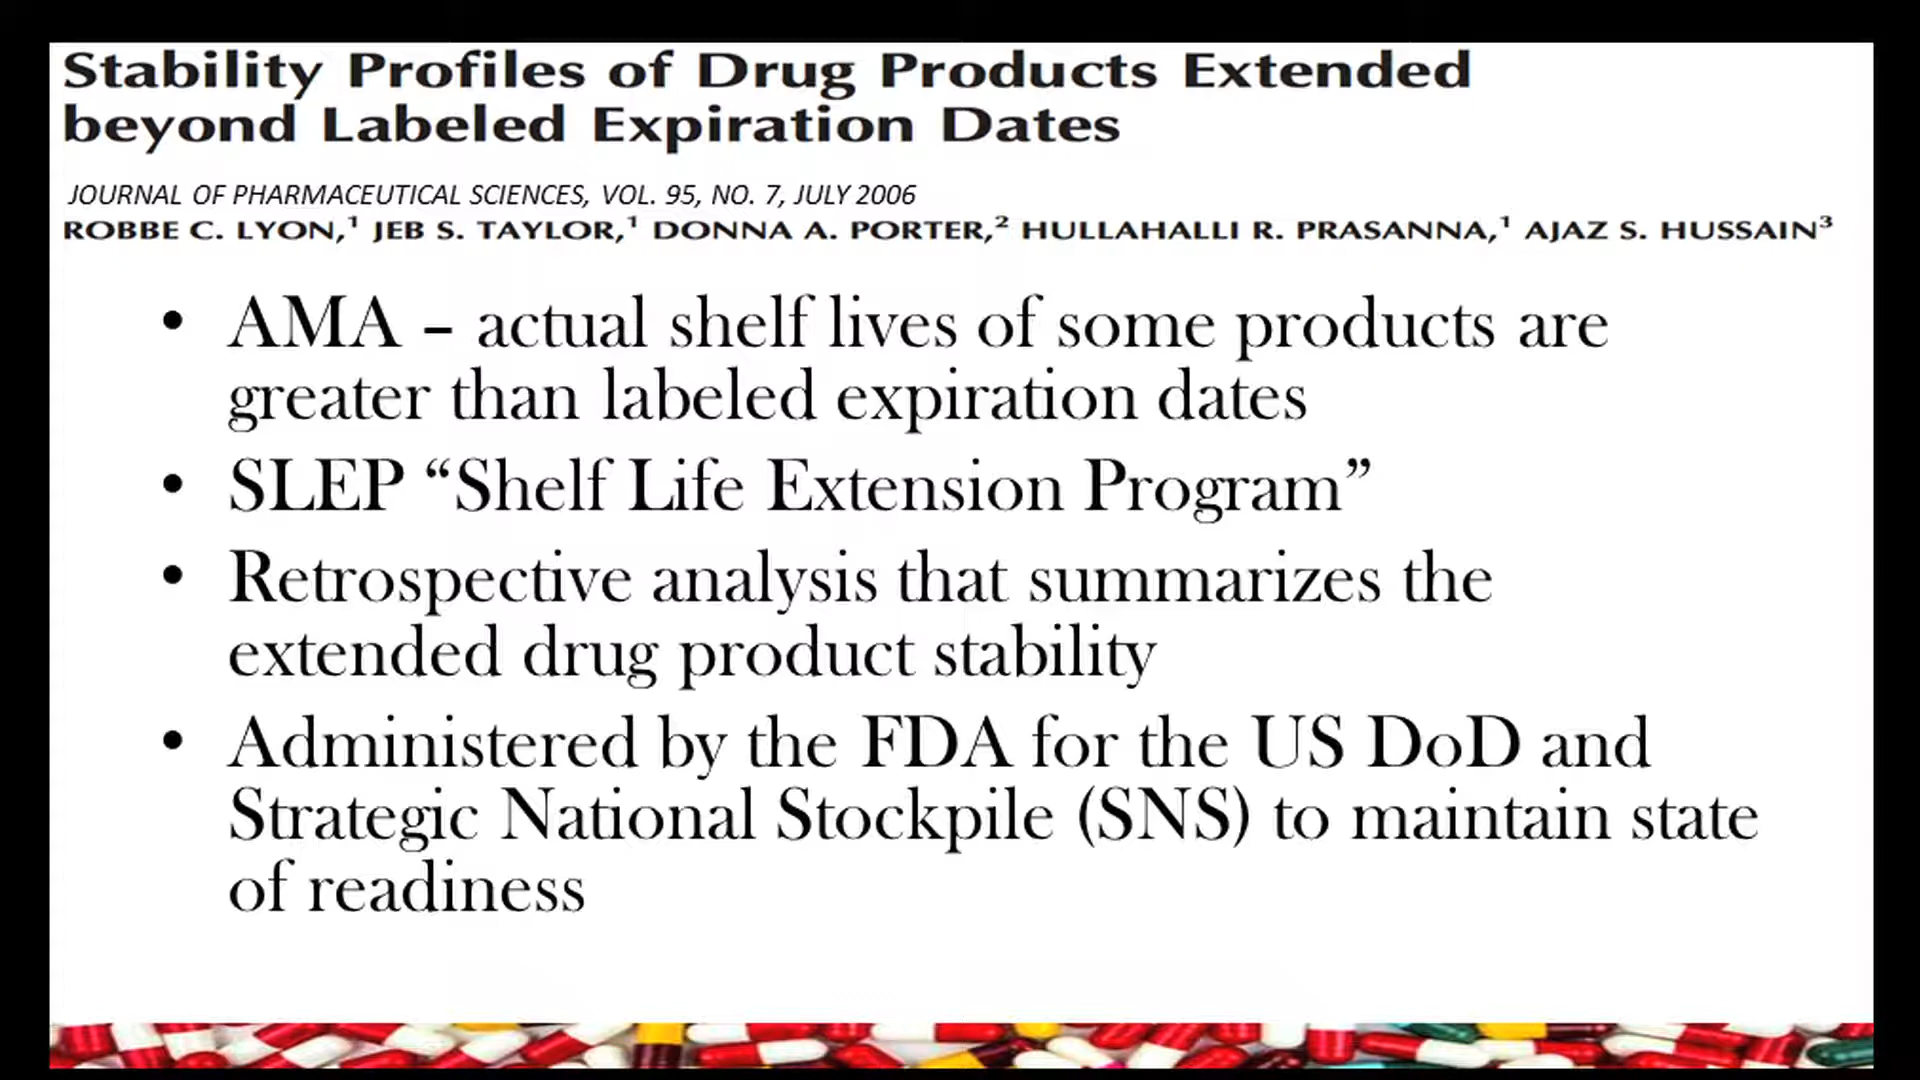 Stability Profiles of Drug Products Extended
beyond Labeled Expiration Dates
JOURNAL OF PHARMACEUTICAL SCIENCES, VOL. 95, NO. 7, JULY 2006
ROBBE C. LYON,¹ JEB S. TAYLOR,¹ DONNA A. PORTER,² HULLAHALLI R. PRASANNA,¹ AJAZ S. HUSSAIN³
• AMA – actual shelf lives of some products are
greater than labeled expiration dates
• SLEP “Shelf Life Extension Program”
• Retrospective analysis that summarizes the
extended drug product stability
• Administered by the FDA for the US DoD and
Strategic National Stockpile (SNS) to maintain state
of readiness